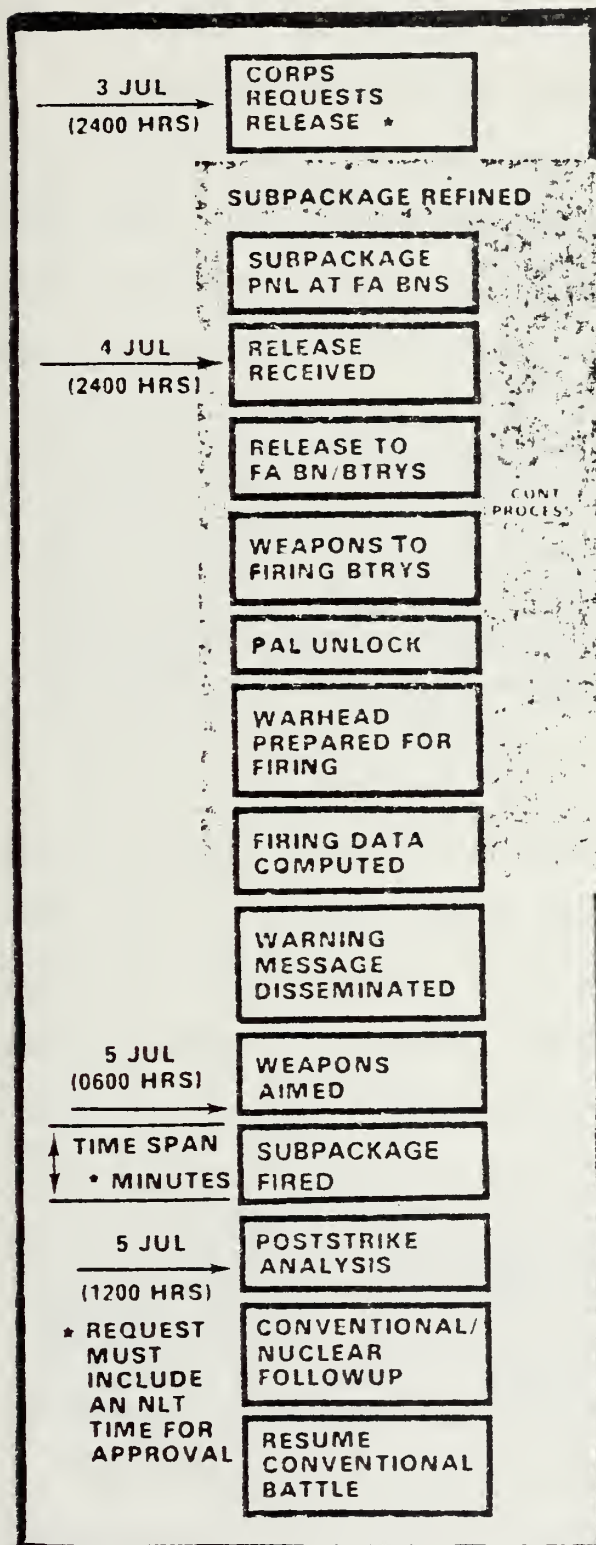 3 JUL
(2400 HRS)
CORPS
REQUESTS
RELEASE *
SUBPACKAGE REFINED
SUBPACKAGE
PNL AT FA BNS
4 JUL
(2400 HRS)
RELEASE
RECEIVED
RELEASE TO
FA BN/BTRYS
CONT
PROCESS
WEAPONS TO
FIRING BTRYS
PAL UNLOCK
WARHEAD
PREPARED FOR
FIRING
FIRING DATA
COMPUTED
WARNING
MESSAGE
DISSEMINATED
5 JUL
(0600 HRS)
WEAPONS
AIMED
TIME SPAN
* MINUTES
SUBPACKAGE
FIRED
5 JUL
(1200 HRS)
POSTSTRIKE
ANALYSIS
* REQUEST
MUST
INCLUDE
AN NLT
TIME FOR
APPROVAL
CONVENTIONAL/
NUCLEAR
FOLLOWUP
RESUME
CONVENTIONAL
BATTLE